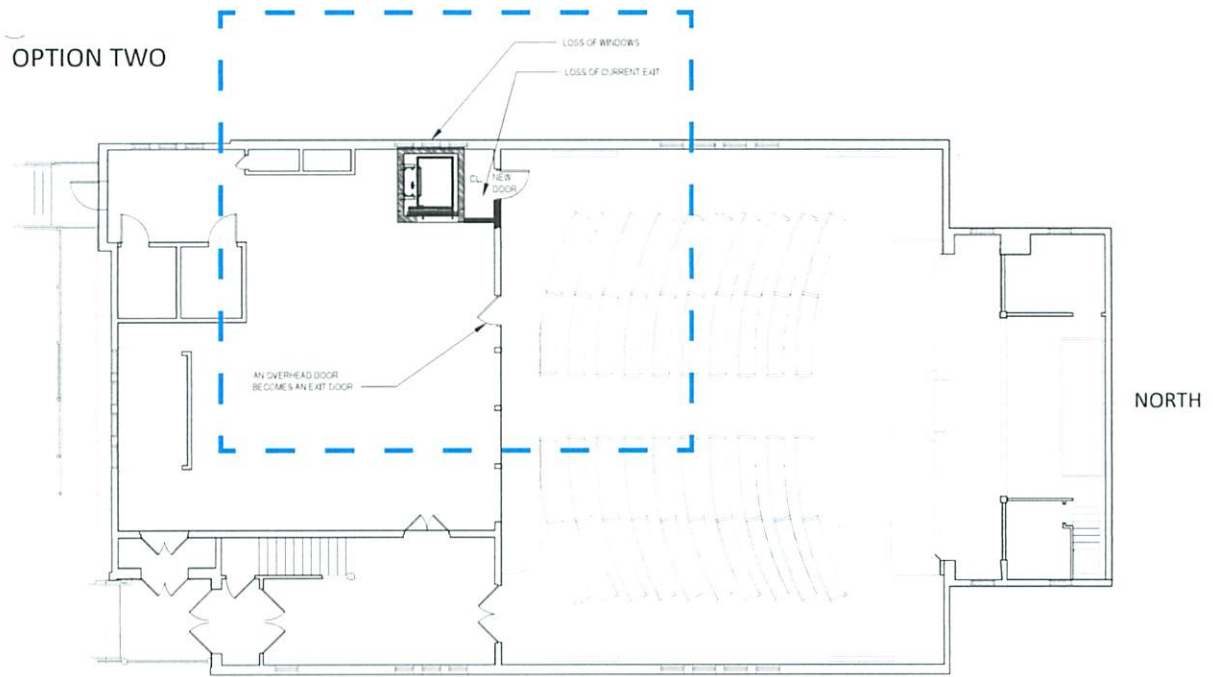 OPTION TWO
LOSS OF WINDOWS
LOSS OF CURRENT EXIT
CL. NEW
DOOR
AN OVERHEAD DOOR
BECOMES AN EXIT DOOR
NORTH